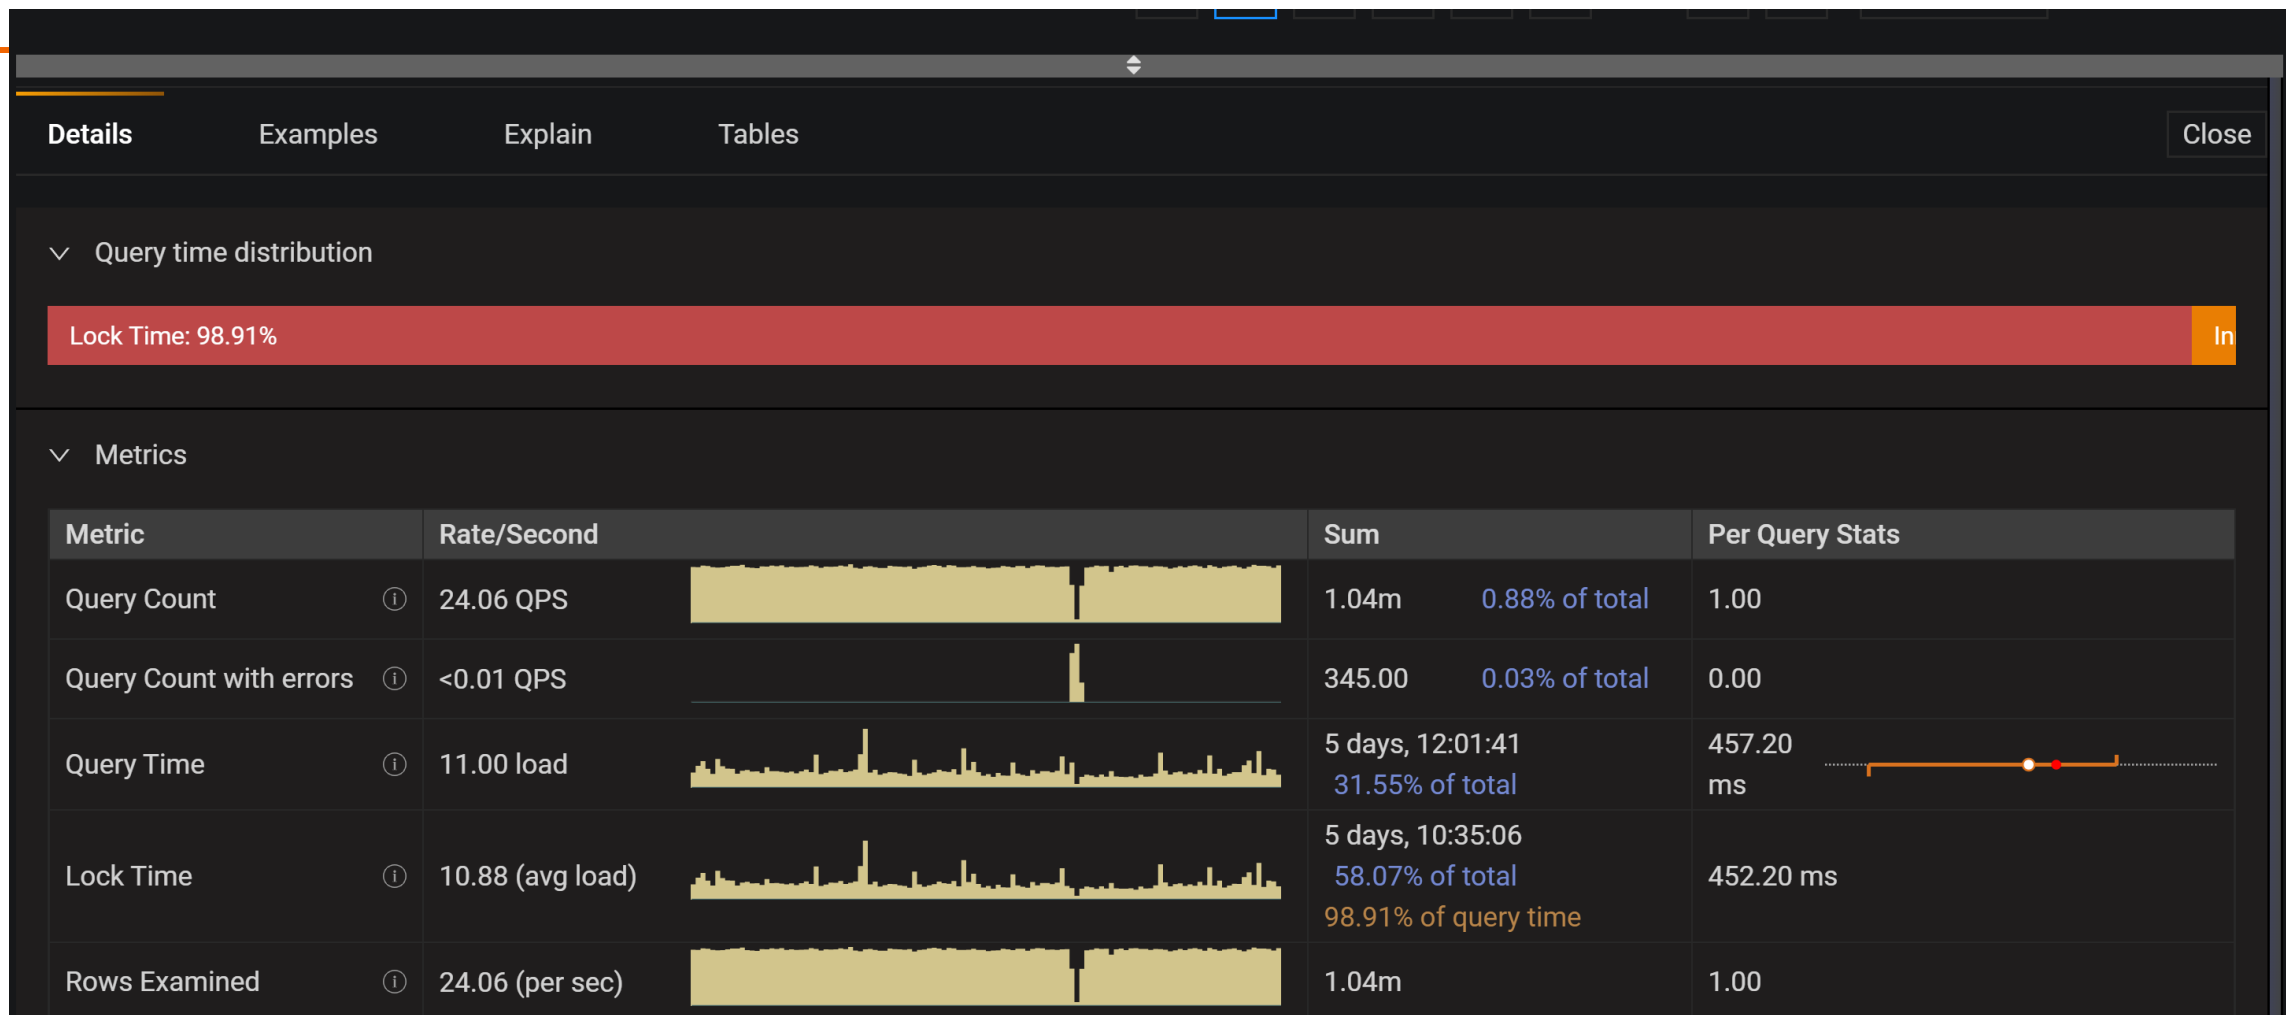 Details Examples Explain Tables Close
Query time distribution
Lock Time: 98.91% In
Metrics
Metric Rate/Second Sum Per Query Stats
Query Count 24.06 QPS 1.04m 0.88% of total 1.00
Query Count with errors <0.01 QPS 345.00 0.03% of total 0.00
Query Time 11.00 load 5 days, 12:01:41 31.55% of total 457.20 ms
Lock Time 10.88 (avg load) 5 days, 10:35:06 58.07% of total 98.91% of query time 452.20 ms
Rows Examined 24.06 (per sec) 1.04m 1.00